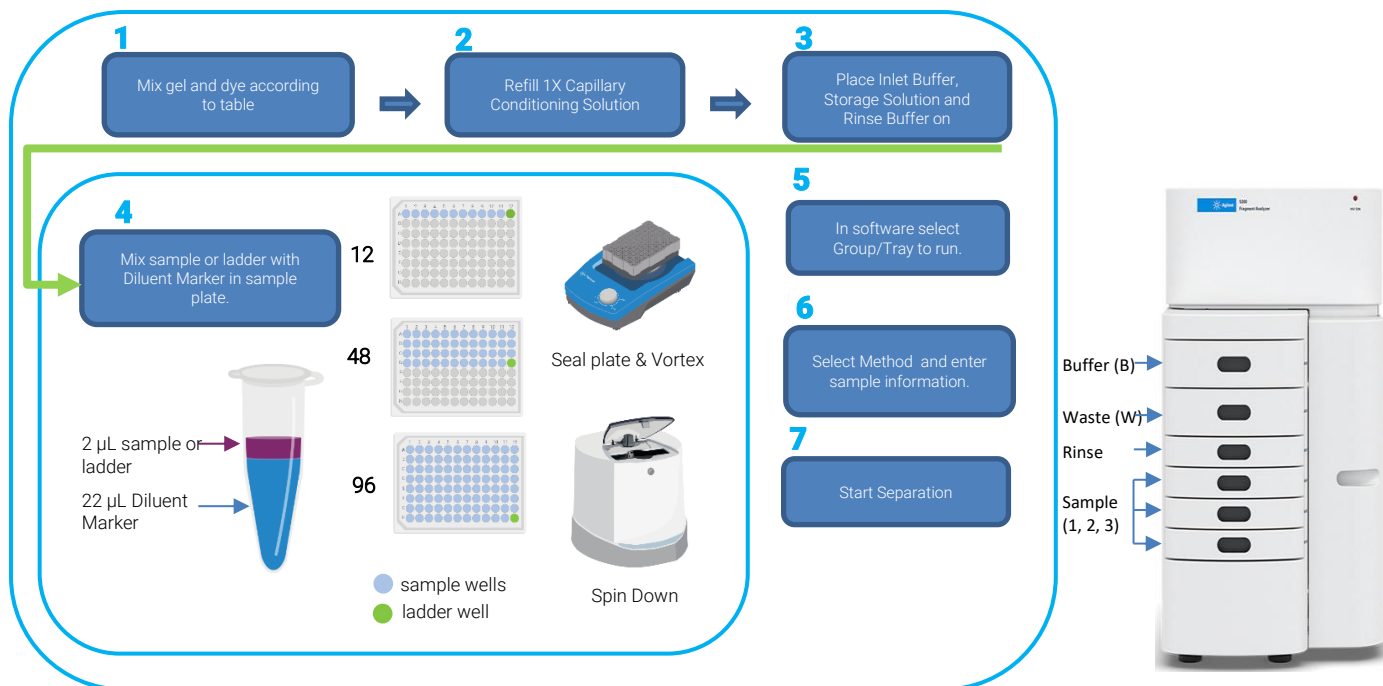 1
Mix gel and dye according
to table
2
Refill 1X Capillary
Conditioning Solution
3
Place Inlet Buffer,
Storage Solution and
Rinse Buffer on
4
Mix sample or ladder with
Diluent Marker in sample
plate.
2 µL sample or
ladder
22 µL Diluent
Marker
12
48
96
sample wells
ladder well
Seal plate & Vortex
Spin Down
5
In software select
Group/Tray to run.
6
Select Method and enter
sample information.
7
Start Separation
Agilent
Fragment Analyzer
Buffer (B)
Waste (W)
Rinse
Sample
(1, 2, 3)